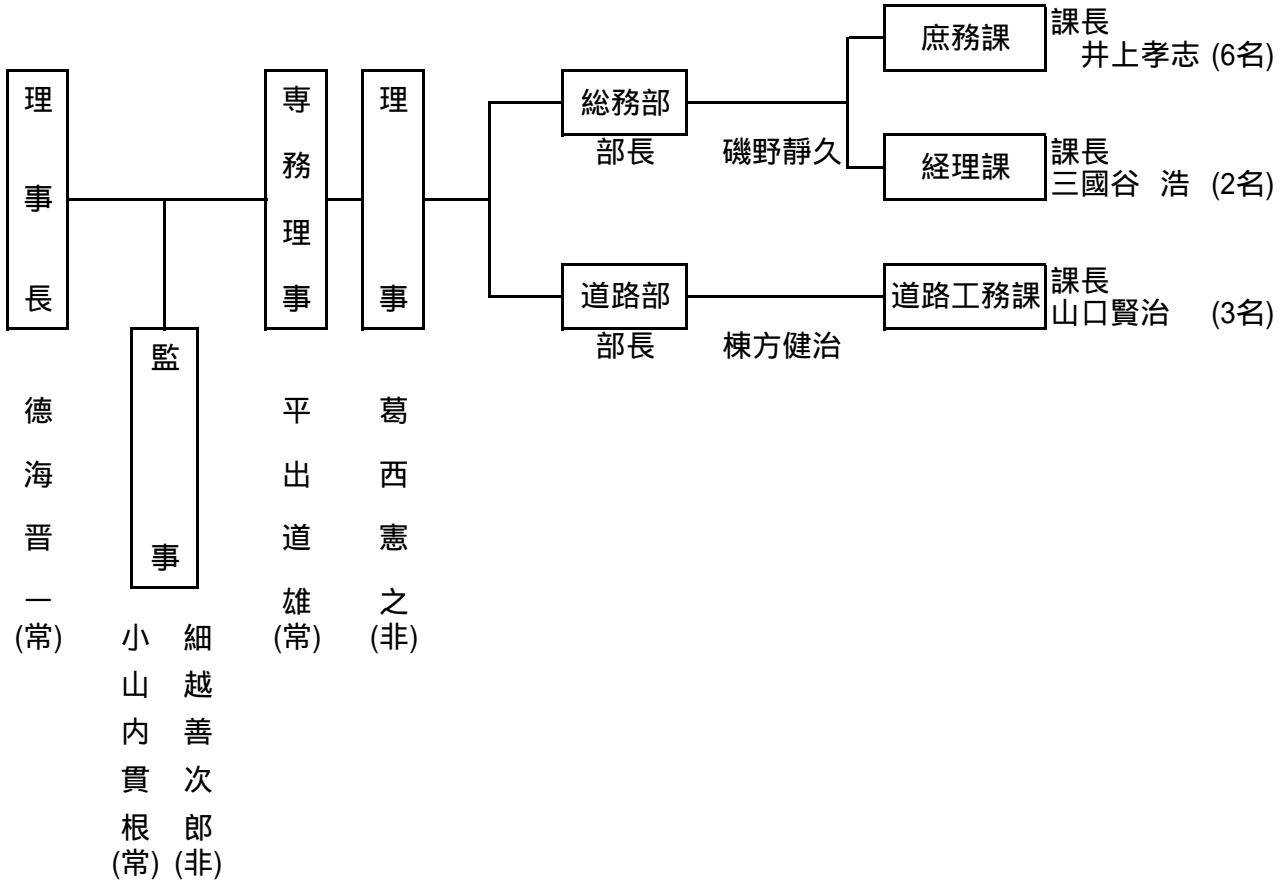 理事長
德海晋一
(常)
監事
小山内貫根
(常)
細越善次郎
(非)
専務理事
平出道雄
(常)
理事
葛西憲之
(非)
総務部
部長 磯野靜久
庶務課
課長
井上孝志 (6名)
経理課
課長
三國谷 浩 (2名)
道路部
部長 棟方健治
道路工務課
課長
山口賢治 (3名)